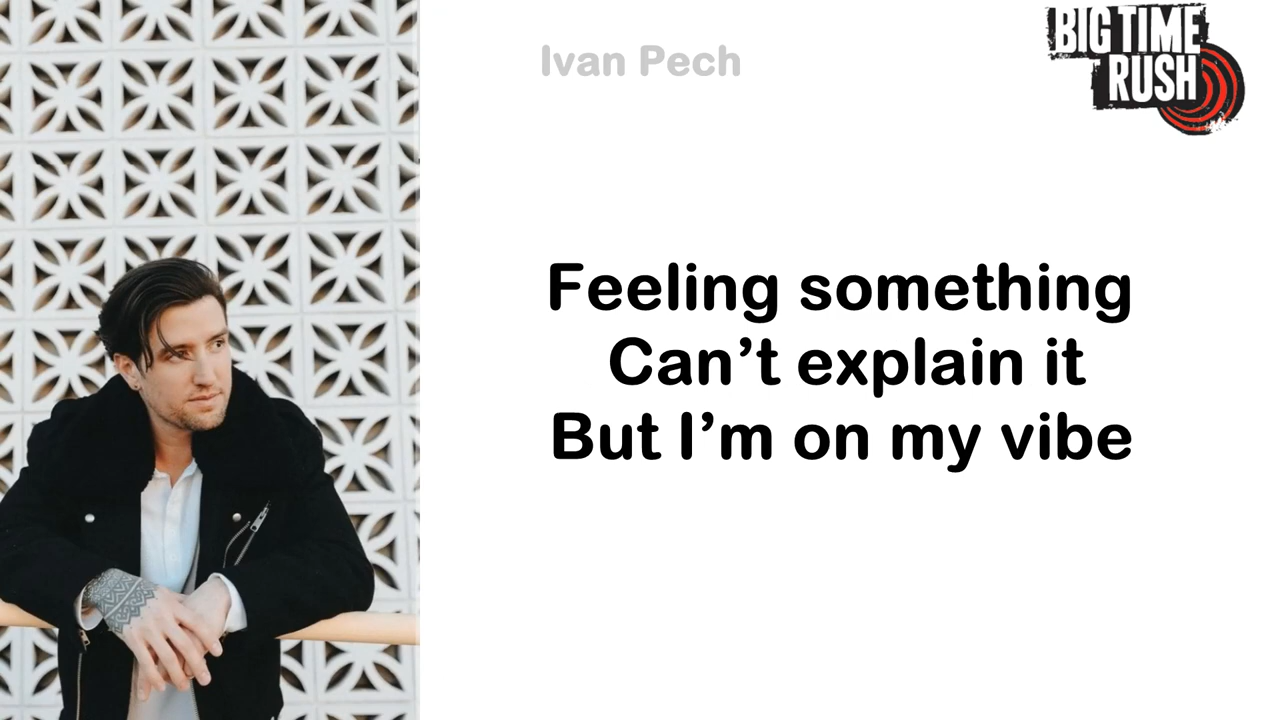 Ivan Pech
BIG TIME
RUSH
Feeling something
Can’t explain it
But I’m on my vibe